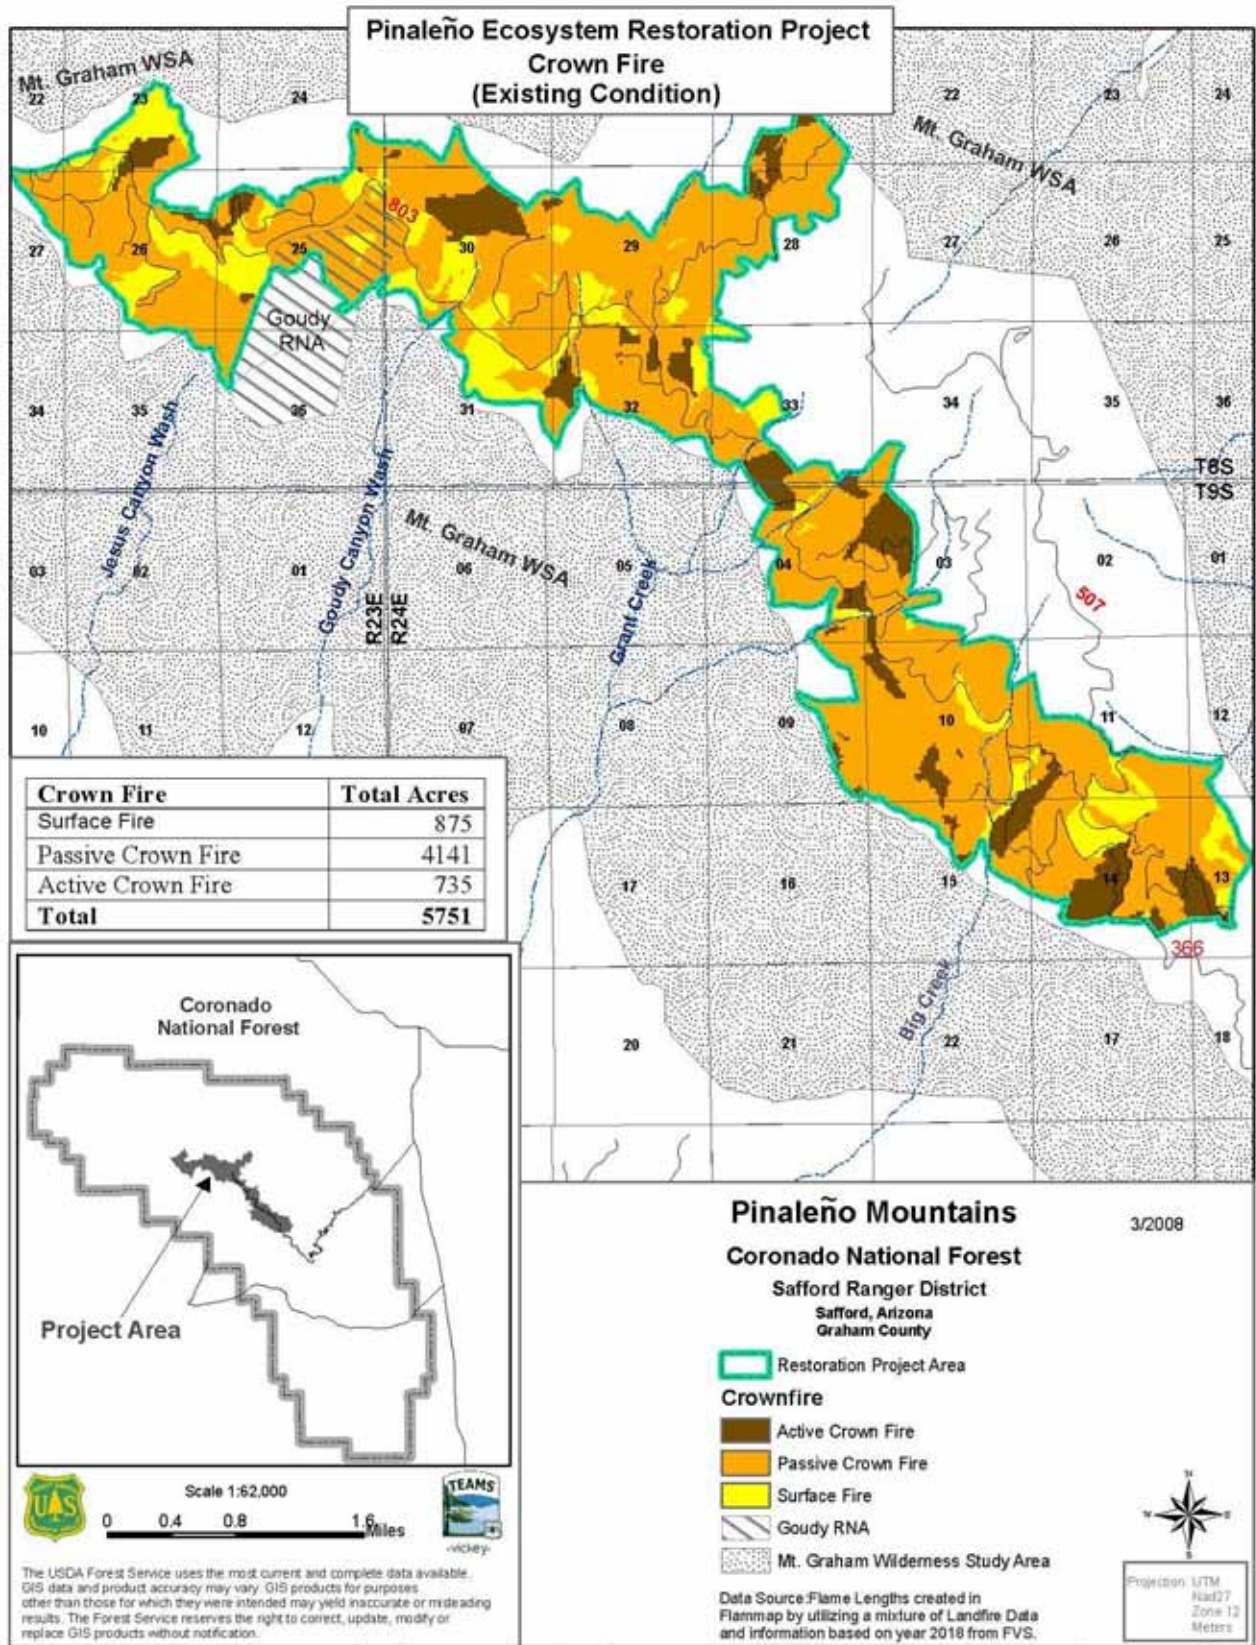 Pinaleño Ecosystem Restoration Project
Crown Fire
(Existing Condition)
Mt. Graham WSA
22
23
24
22
23
24
Mt. Graham WSA
803
27
26
25
30
29
28
27
26
25
Goudy
RNA
34
35
36
31
32
33
34
35
36
T8S
T9S
Jesus Canyon Wash
Goudy Canyon Wash
Mt. Graham WSA
Grant Creek
03
02
01
06
05
04
03
02
01
507
R23E
R24E
10
11
12
07
08
09
10
11
12
Crown Fire Total Acres
Surface Fire 875
Passive Crown Fire 4141
Active Crown Fire 735
Total 5751
17
16
15
14
13
366
Big Creek
20
21
22
17
18
Coronado
National Forest
Project Area
Scale 1:62,000
0 0.4 0.8 1.6 Miles
UAS
TEAMS
-vickey-
The USDA Forest Service uses the most current and complete data available.
GIS data and product accuracy may vary. GIS products for purposes
other than those for which they were intended may yield inaccurate or misleading
results. The Forest Service reserves the right to correct, update, modify or
replace GIS products without notification.
Pinaleño Mountains
3/2008
Coronado National Forest
Safford Ranger District
Safford, Arizona
Graham County
Restoration Project Area
Crownfire
Active Crown Fire
Passive Crown Fire
Surface Fire
Goudy RNA
Mt. Graham Wilderness Study Area
Data Source:Flame Lengths created in
Flammap by utilizing a mixture of Landfire Data
and information based on year 2018 from FVS.
N
W
E
S
Projection: UTM
Nad27
Zone 12
Meters